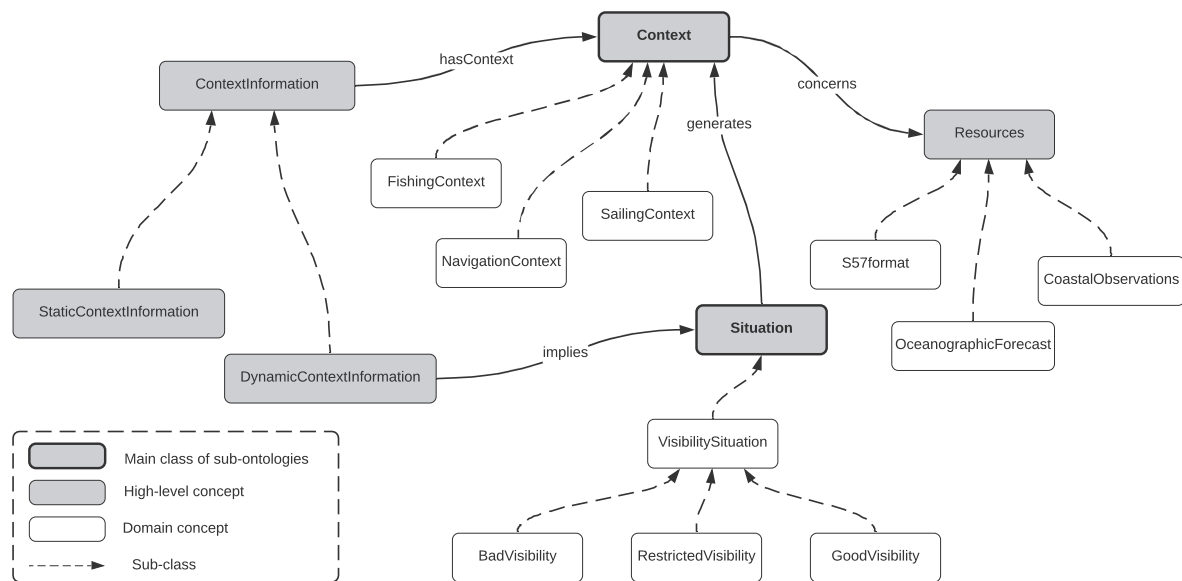 Context
hasContext
ContextInformation
concerns
generates
Resources
FishingContext
SailingContext
NavigationContext
S57format
CoastalObservations
StaticContextInformation
Situation
OceanographicForecast
implies
DynamicContextInformation
VisibilitySituation
Main class of sub-ontologies
High-level concept
Domain concept
Sub-class
BadVisibility
RestrictedVisibility
GoodVisibility